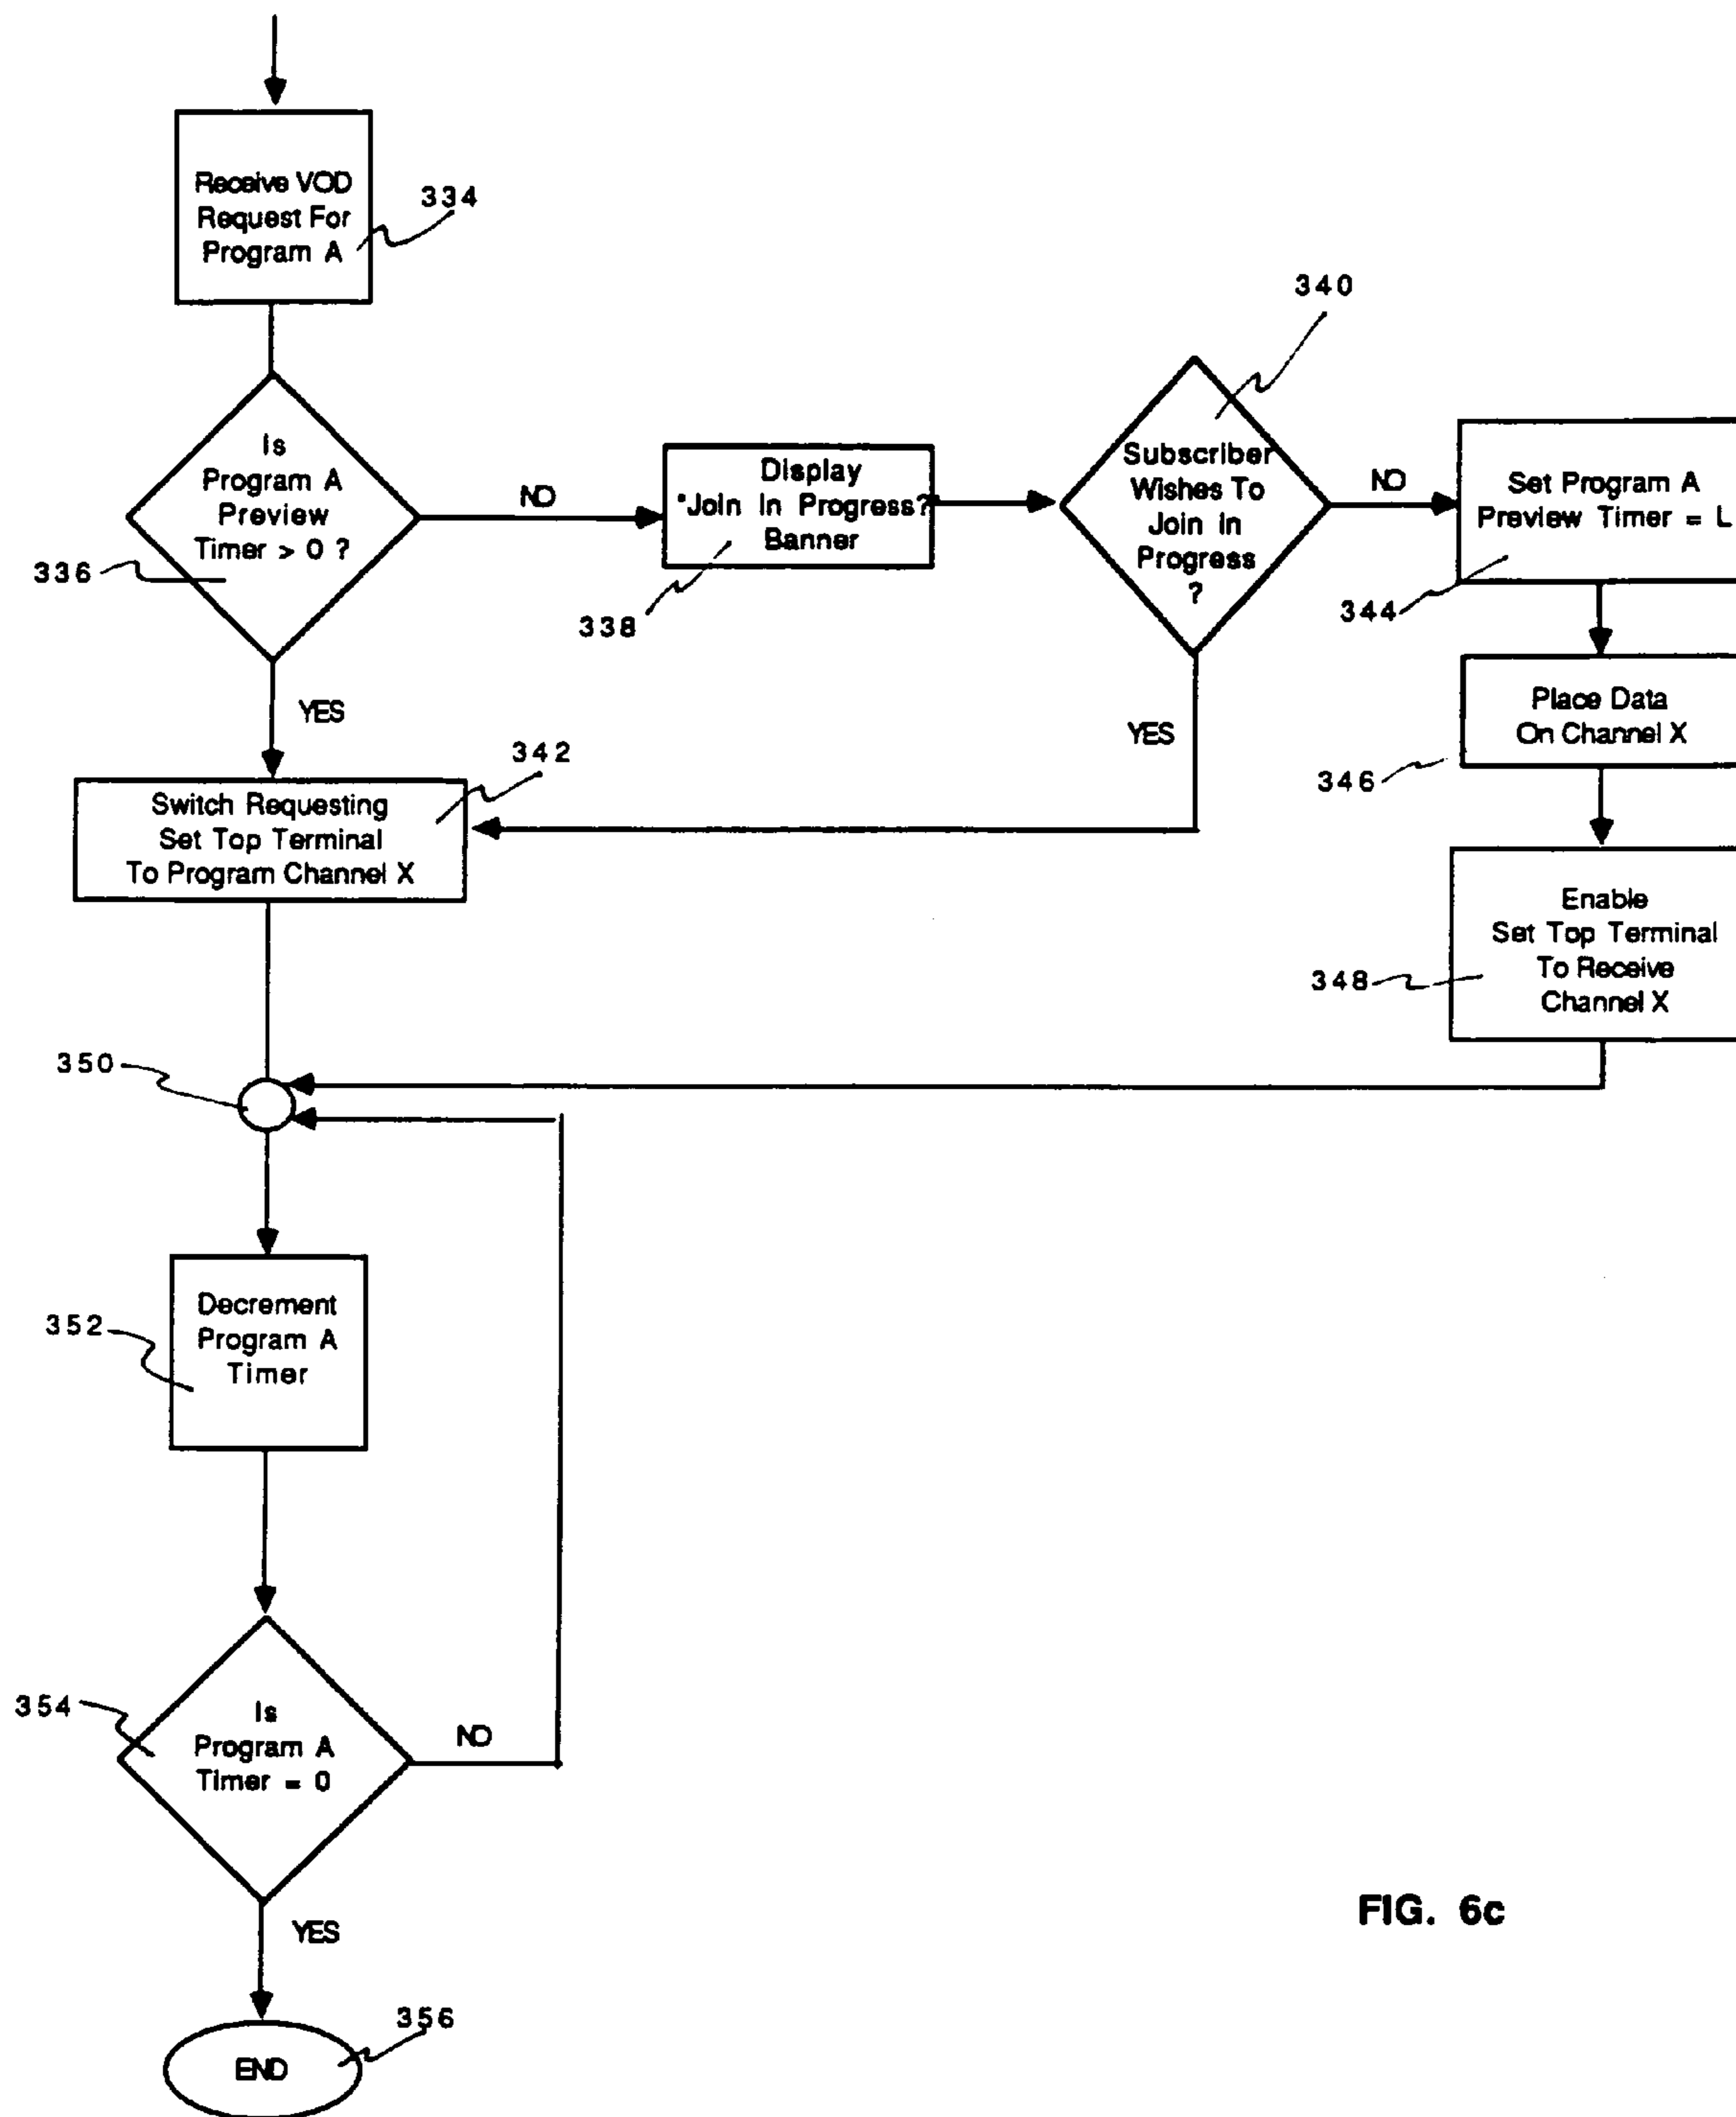 Receive VOD
Request For
Program A
334
Is
Program A
Preview
Timer > 0 ?
336
NO
YES
Display
"Join In Progress?
Banner
338
340
Subscriber
Wishes To
Join in
Progress
?
NO
YES
Set Program A
Preview Timer = L
344
Place Data
On Channel X
346
Enable
Set Top Terminal
To Receive
Channel X
348
342
Switch Requesting
Set Top Terminal
To Program Channel X
350
352
Decrement
Program A
Timer
354
Is
Program A
Timer = 0
NO
YES
356
END
FIG. 6c